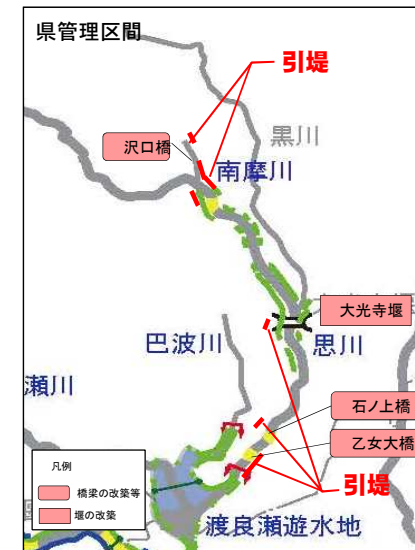 県管理区間
引堤
沢口橋
黒川
南摩川
大光寺堰
巴波川
思川
瀬川
石ノ上橋
乙女大橋
凡例
橋梁の改築等
堰の改築
引堤
渡良瀬遊水地